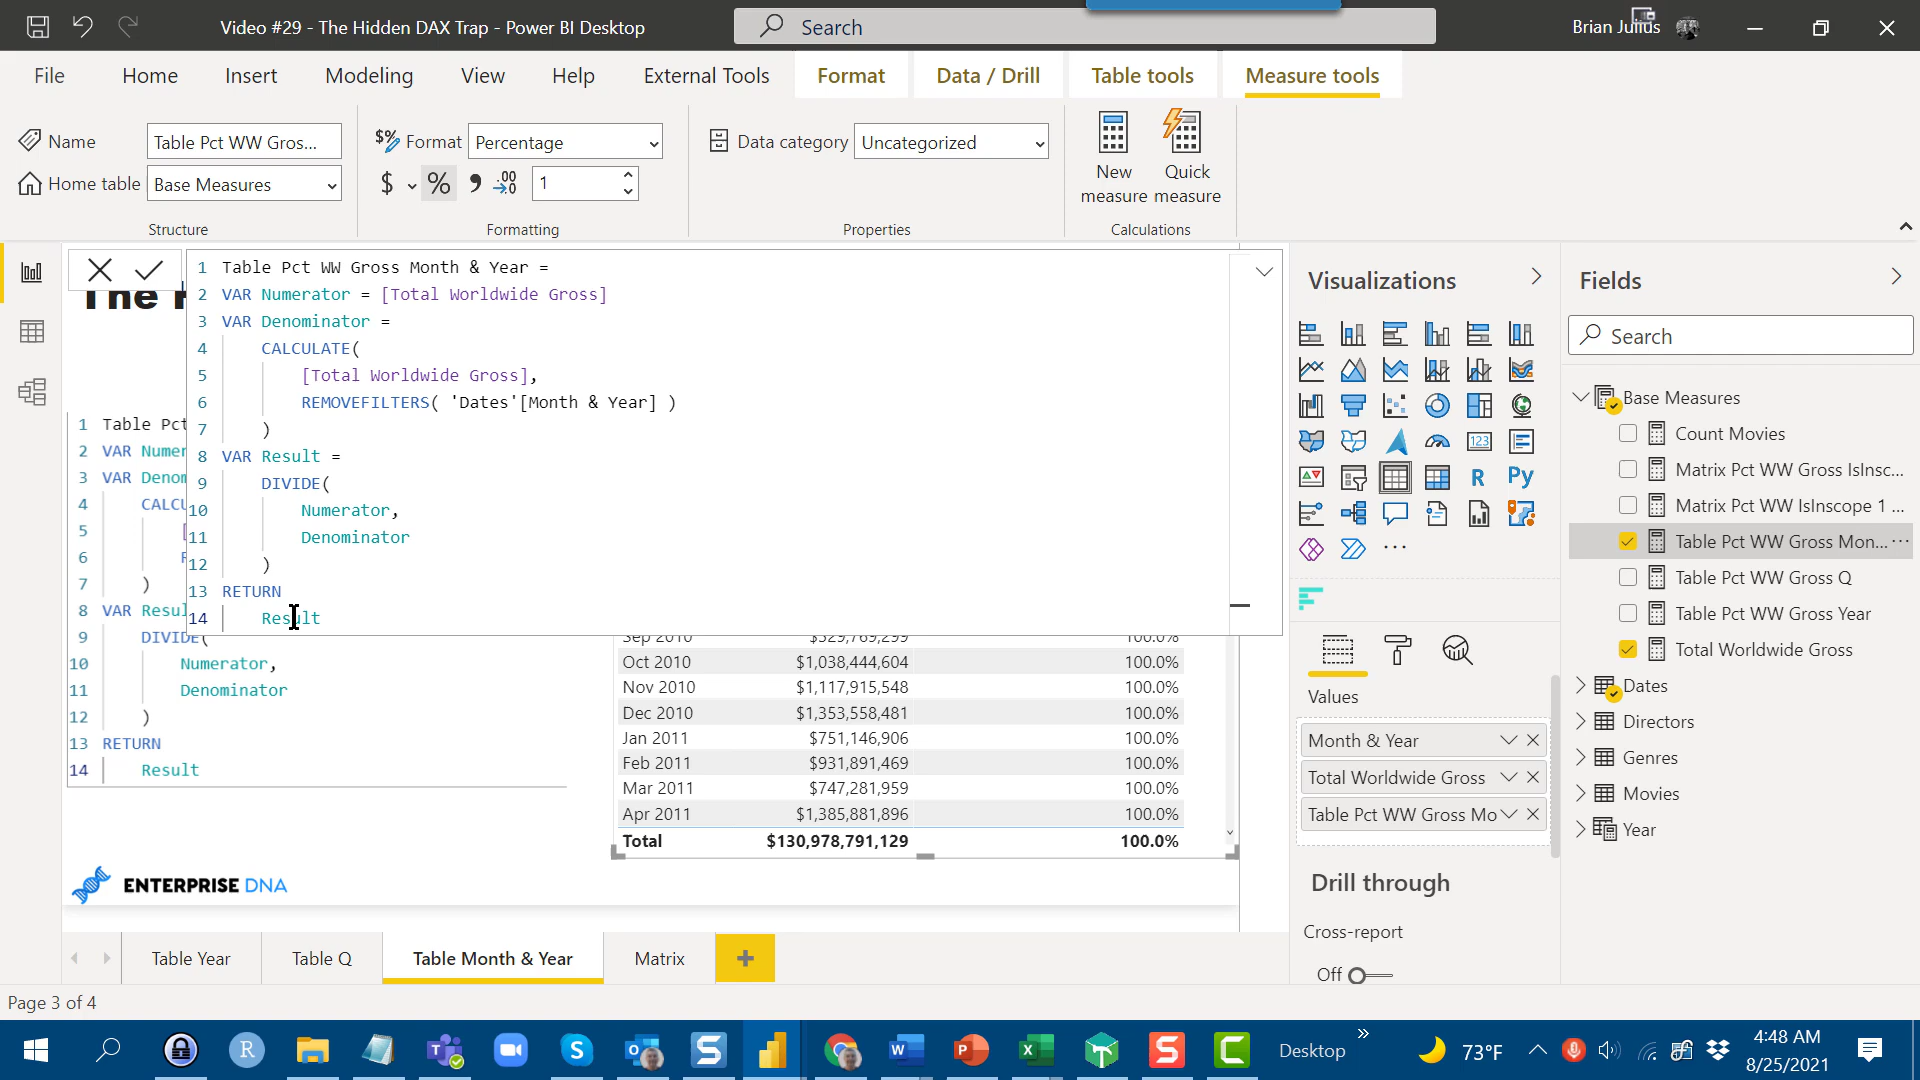 Video #29 - The Hidden DAX Trap - Power BI Desktop
Search
Brian Julius
File Home Insert Modeling View Help External Tools Format Data / Drill Table tools Measure tools
Name Table Pct WW Gros...
Home table Base Measures
Structure
$% Format Percentage
$ % 9 .00 1
Formatting
Data category Uncategorized
Properties
New measure
Quick measure
Calculations
The
1 Table Pct WW Gross Month & Year =
2 VAR Numerator = [Total Worldwide Gross]
3 VAR Denominator =
4 CALCULATE(
5 [Total Worldwide Gross],
6 REMOVEFILTERS( 'Dates'[Month & Year] )
7 )
8 VAR Result =
9 DIVIDE(
10 Numerator,
11 Denominator
12 )
13 RETURN
14 Result
1 Table Pct
2 VAR Numer
3 VAR Denom
4 CALCU
5 [
6 R
7 )
8 VAR Resul
9 DIVIDE(
10 Numerator,
11 Denominator
12 )
13 RETURN
14 Result
Sep 2010 $529,769,299 100.0%
Oct 2010 $1,038,444,604 100.0%
Nov 2010 $1,117,915,548 100.0%
Dec 2010 $1,353,558,481 100.0%
Jan 2011 $751,146,906 100.0%
Feb 2011 $931,891,469 100.0%
Mar 2011 $747,281,959 100.0%
Apr 2011 $1,385,881,896 100.0%
Total $130,978,791,129 100.0%
ENTERPRISE DNA
Visualizations
123
R Py
...
Values
Month & Year
Total Worldwide Gross
Table Pct WW Gross Mo
Drill through
Cross-report
Off
Fields
Search
Base Measures
Count Movies
Matrix Pct WW Gross IsInsc...
Matrix Pct WW IsInscope 1 ...
Table Pct WW Gross Mon... ...
Table Pct WW Gross Q
Table Pct WW Gross Year
Total Worldwide Gross
Dates
Directors
Genres
Movies
Year
Table Year Table Q Table Month & Year Matrix +
Page 3 of 4
Desktop
73°F
4:48 AM
8/25/2021